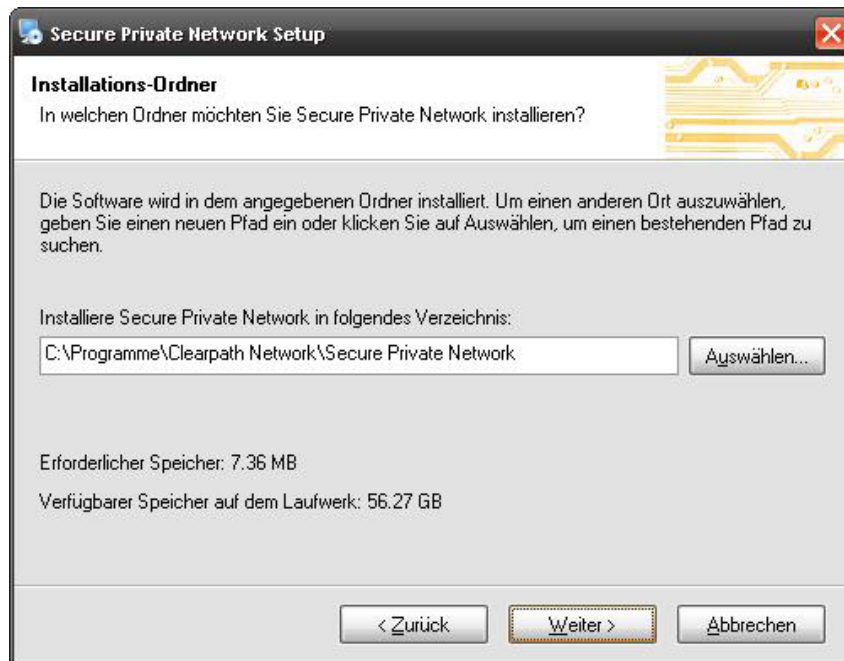 Secure Private Network Setup
Installations-Ordner
In welchen Ordner möchten Sie Secure Private Network installieren?
Die Software wird in dem angegebenen Ordner installiert. Um einen anderen Ort auszuwählen,
geben Sie einen neuen Pfad ein oder klicken Sie auf Auswählen, um einen bestehenden Pfad zu
suchen.
Installiere Secure Private Network in folgendes Verzeichnis:
C:\Programme\Clearpath Network\Secure Private Network
Auswählen...
Erforderlicher Speicher: 7.36 MB
Verfügbarer Speicher auf dem Laufwerk: 56.27 GB
< Zurück
Weiter >
Abbrechen